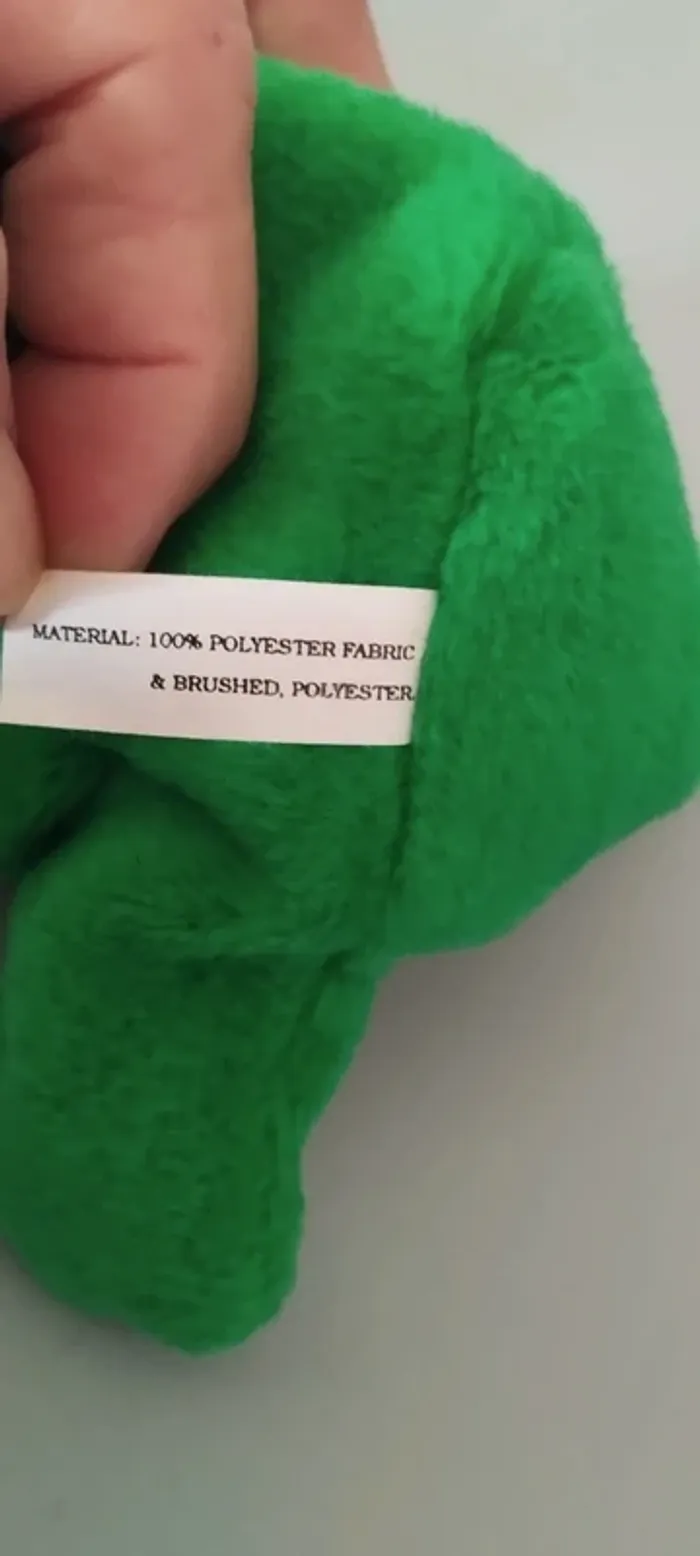 MATERIAL: 100% POLYESTER FABRIC
& BRUSHED, POLYESTER